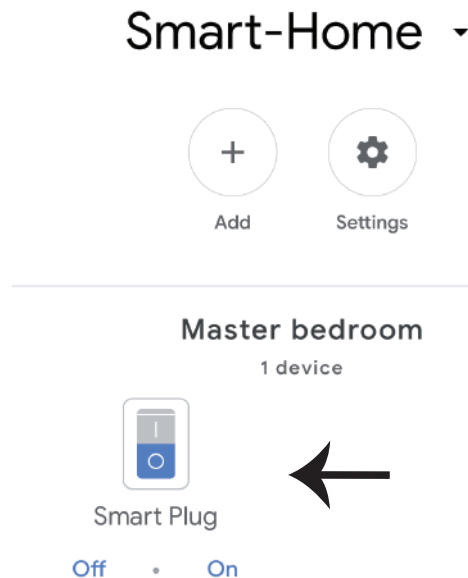 Smart-Home
Add Settings
Master bedroom
1 device
Smart Plug
Off • On